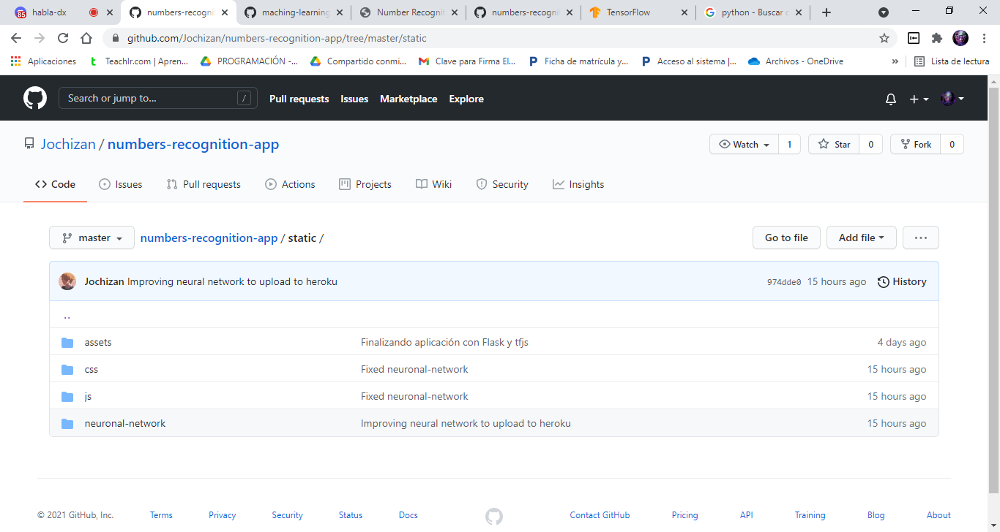 habla-dx
numbers-recogniti
maching-learning
Number Recognit
numbers-recogniti
TensorFlow
python - Buscar c
github.com/Jochizan/numbers-recognition-app/tree/master/static
Aplicaciones
Teachlr.com | Apren...
PROGRAMACIÓN -...
Compartido conmi...
Clave para Firma El...
Ficha de matrícula y...
Acceso al sistema |...
Archivos - OneDrive
»
Lista de lectura
Search or jump to... /
Pull requests Issues Marketplace Explore
Jochizan / numbers-recognition-app
Watch 1
Star 0
Fork 0
Code Issues Pull requests Actions Projects Wiki Security Insights
master
numbers-recognition-app / static /
Go to file
Add file
...
Jochizan Improving neural network to upload to heroku 974dde0 15 hours ago History
..
assets Finalizando aplicación con Flask y tfjs 4 days ago
css Fixed neuronal-network 15 hours ago
js Fixed neuronal-network 15 hours ago
neuronal-network Improving neural network to upload to heroku 15 hours ago
© 2021 GitHub, Inc. Terms Privacy Security Status Docs Contact GitHub Pricing API Training Blog About